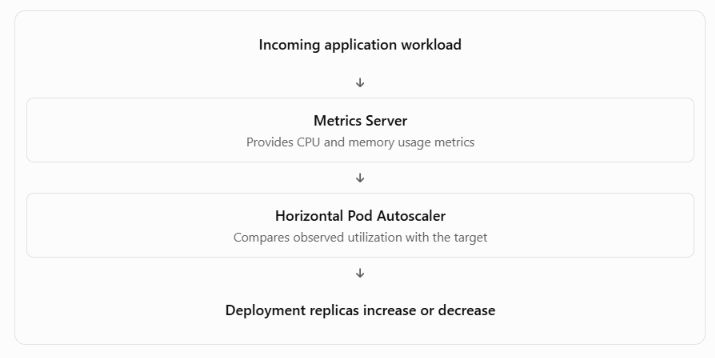 Incoming application workload
↓
Metrics Server
Provides CPU and memory usage metrics
↓
Horizontal Pod Autoscaler
Compares observed utilization with the target
↓
Deployment replicas increase or decrease